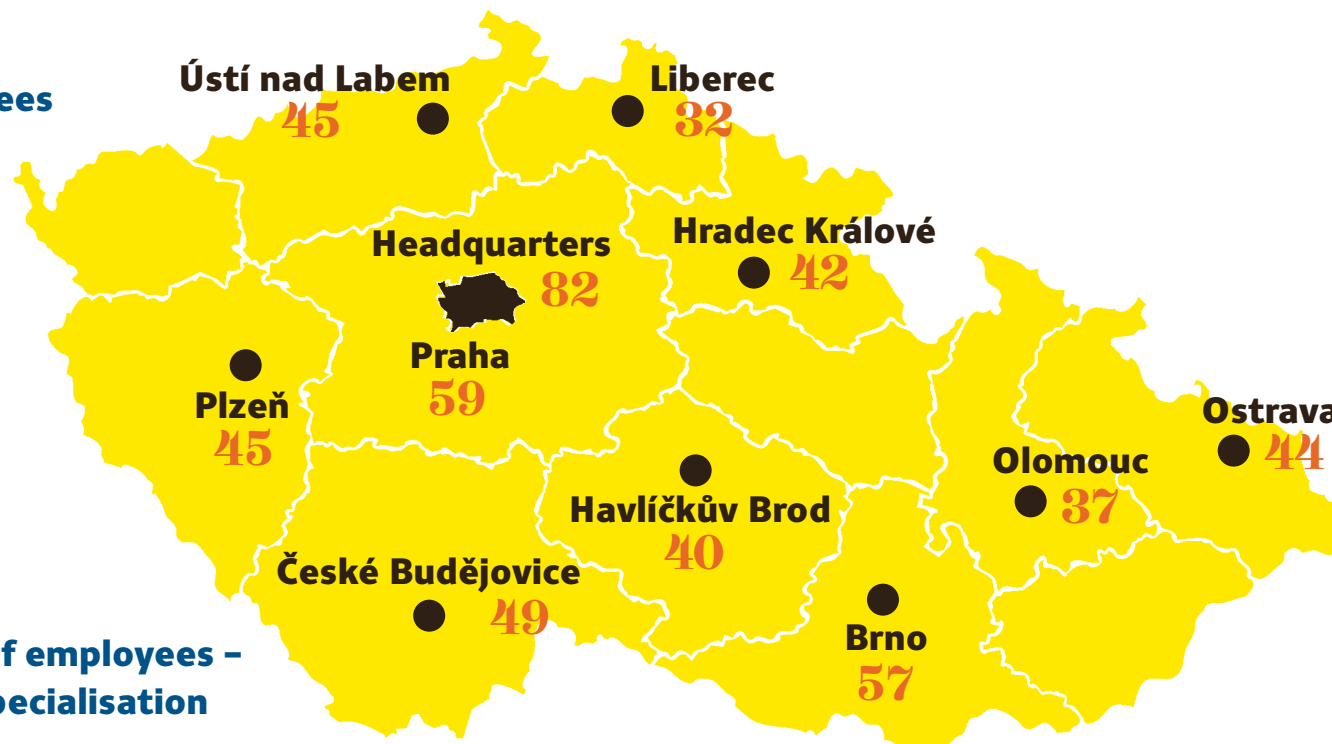 ees
Ústí nad Labem
45
Liberec
32
Headquarters
82
Hradec Králové
42
Praha
59
Plzeň
45
Ostrava
44
Olomouc
37
Havlíčkův Brod
40
České Budějovice
49
Brno
57
f employees –
pecialisation